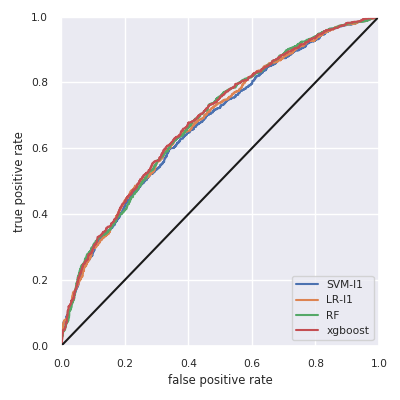 1.0
0.8
0.6
0.4
0.2
0.0
true positive rate
0.0 0.2 0.4 0.6 0.8 1.0
false positive rate
SVM-l1
LR-l1
RF
xgboost